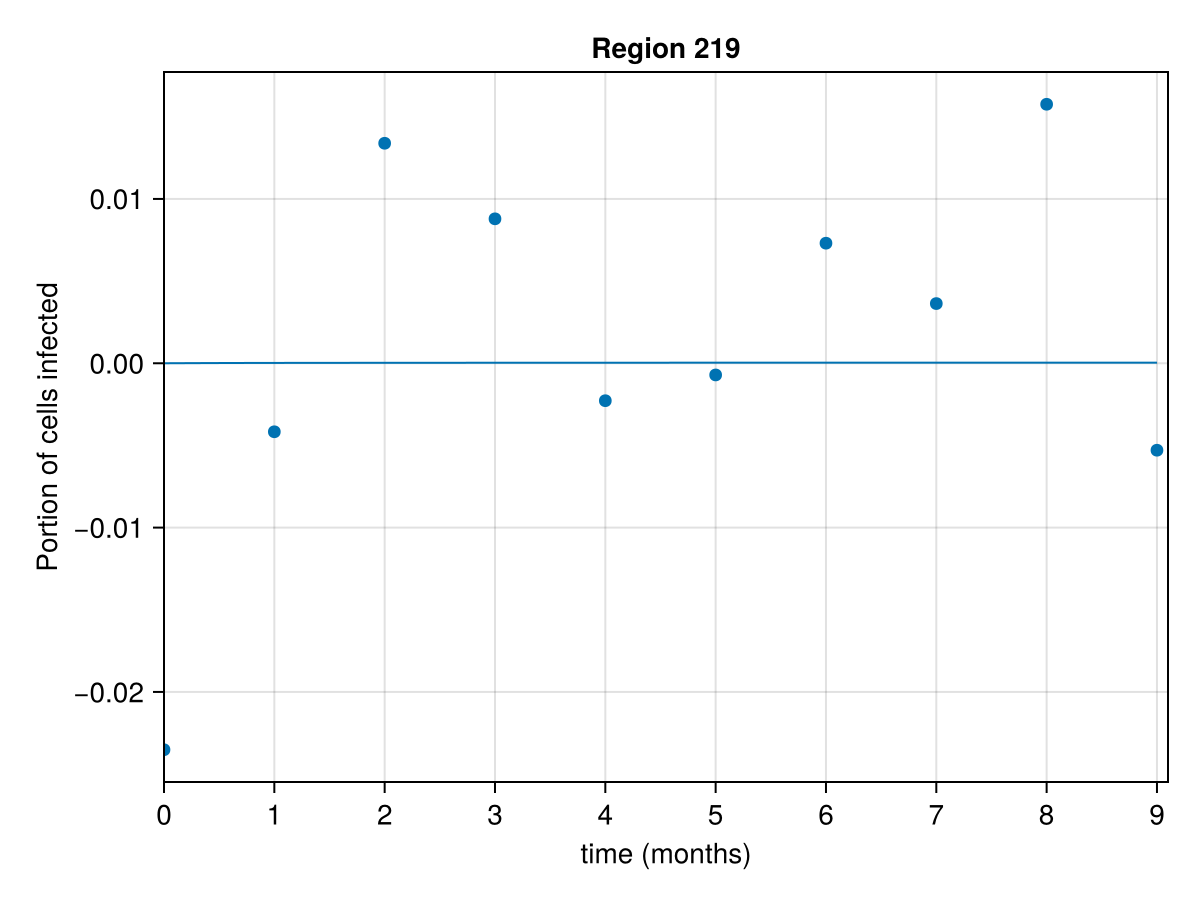 Region 219
Portion of cells infected
0.01
0.00
−0.01
−0.02
0 1 2 3 4 5 6 7 8 9
time (months)